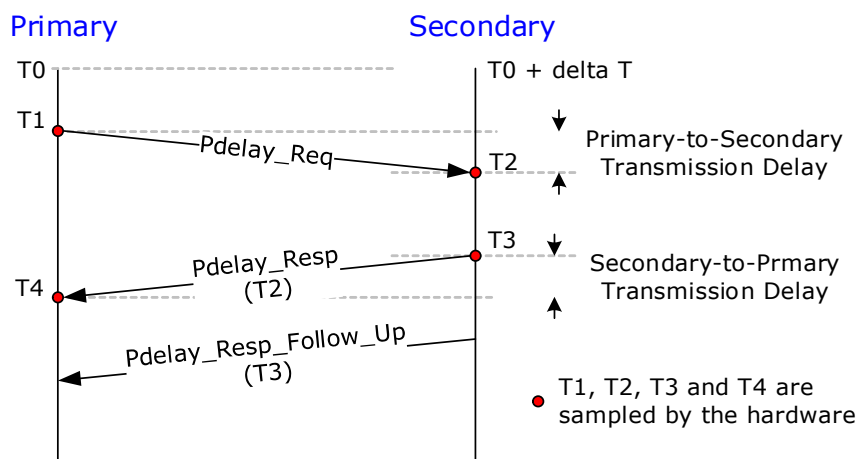 Primary
Secondary
T0
T0 + delta T
T1
Pdelay_Req
T2
Primary-to-Secondary
Transmission Delay
T3
Pdelay_Resp
(T2)
T4
Secondary-to-Prmary
Transmission Delay
Pdelay_Resp_Follow_Up
(T3)
T1, T2, T3 and T4 are
sampled by the hardware